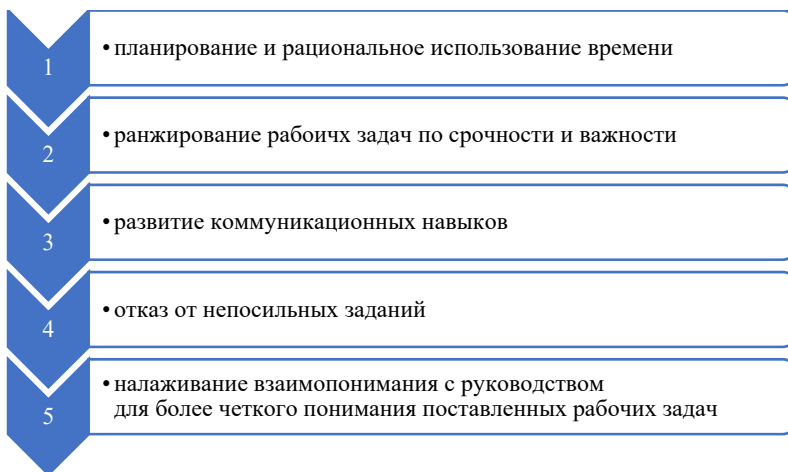 1
• планирование и рациональное использование времени
2
• ранжирование рабоичх задач по срочности и важности
3
• развитие коммуникационных навыков
4
• отказ от непосильных заданий
5
• налаживание взаимопонимания с руководством
для более четкого понимания поставленных рабочих задач